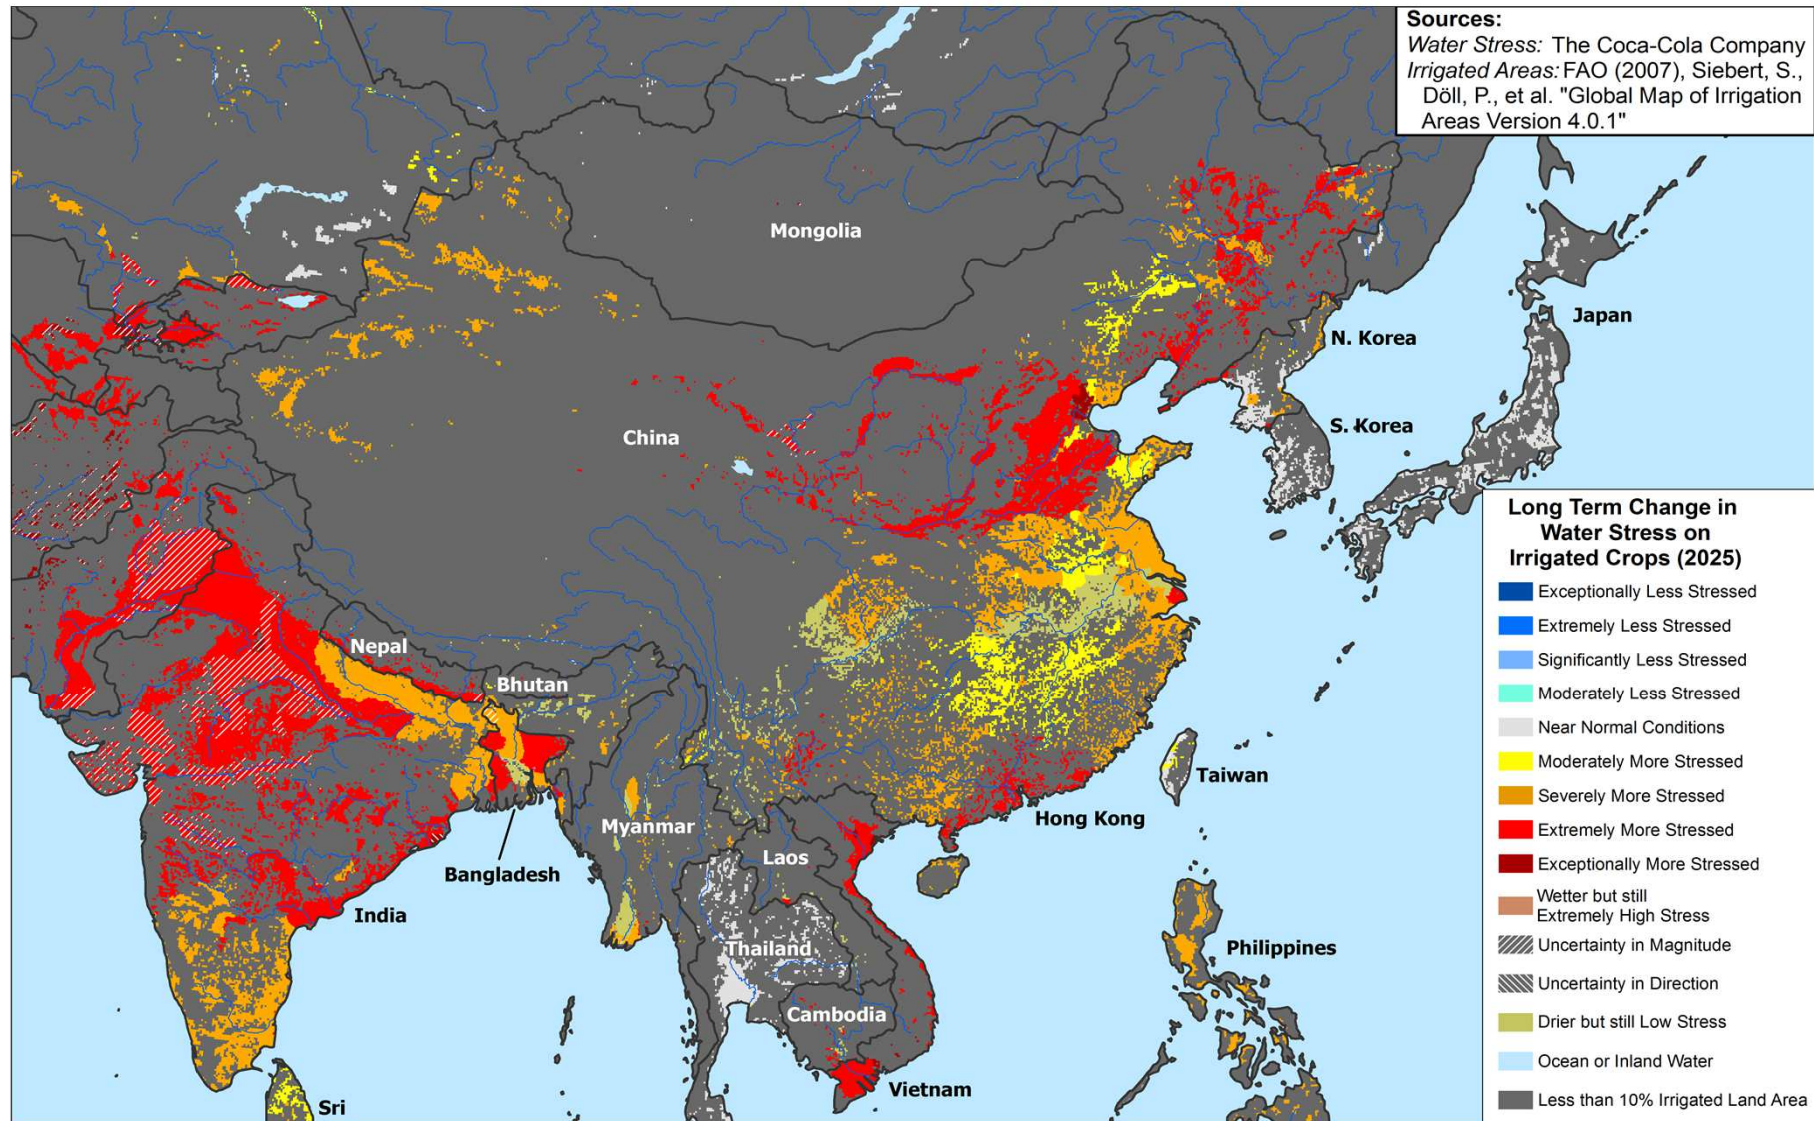 Sources:
Water Stress: The Coca-Cola Company
Irrigated Areas: FAO (2007), Siebert, S.,
Döll, P., et al. "Global Map of Irrigation
Areas Version 4.0.1"
Mongolia
Japan
N. Korea
S. Korea
China
Nepal
Bhutan
Taiwan
Hong Kong
Myanmar
Laos
Bangladesh
India
Thailand
Philippines
Cambodia
Vietnam
Sri
Long Term Change in
Water Stress on
Irrigated Crops (2025)
Exceptionally Less Stressed
Extremely Less Stressed
Significantly Less Stressed
Moderately Less Stressed
Near Normal Conditions
Moderately More Stressed
Severely More Stressed
Extremely More Stressed
Exceptionally More Stressed
Wetter but still
Extremely High Stress
Uncertainty in Magnitude
Uncertainty in Direction
Drier but still Low Stress
Ocean or Inland Water
Less than 10% Irrigated Land Area